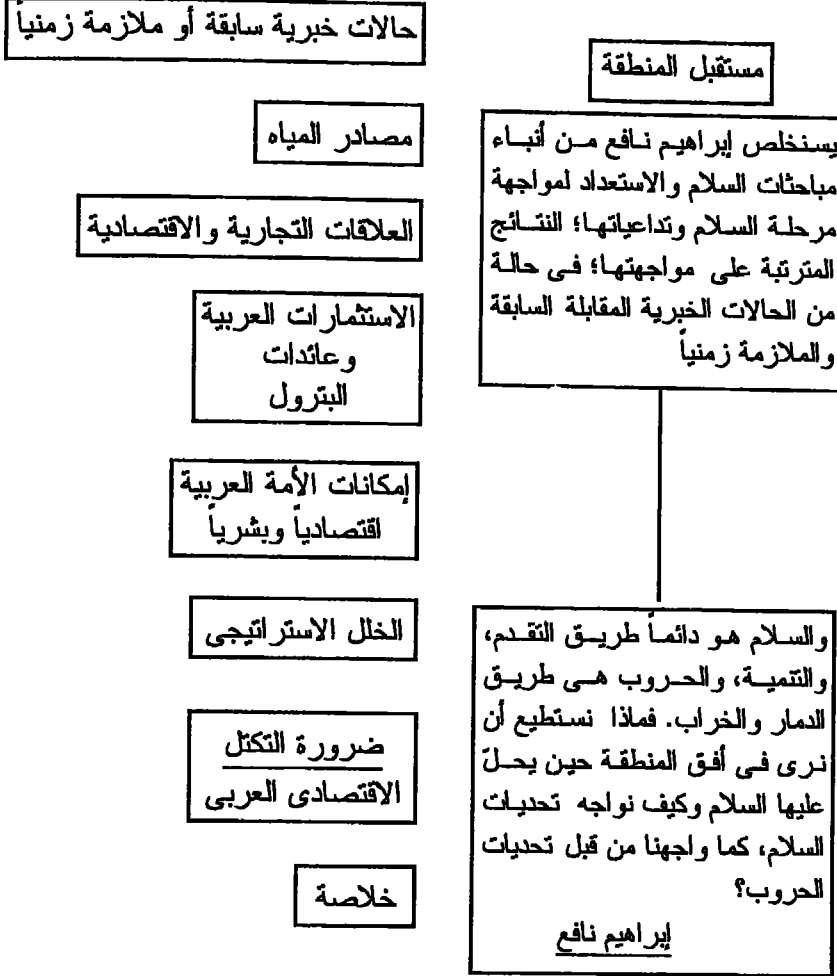 مستقبل المنطقة
يستخلص إبراهيم نافع من أنباء
مباحثات السلام والاستعداد لمواجهة
مرحلة السلام وتداعياتها؛ النتائج
المترتبة على مواجهتها؛ فى حالة
من الحالات الخبرية المقابلة السابقة
والملازمة زمنياً
والسلام هو دائماً طريق التقدم،
والتنمية، والحروب هى طريق
الدمار والخراب. فماذا نستطيع أن
نرى فى أفق المنطقة حين يحلّ
عليها السلام وكيف نواجه تحديات
السلام، كما واجهنا من قبل تحديات
الحروب؟
إبراهيم نافع
حالات خبرية سابقة أو ملازمة زمنياً
مصادر المياه
العلاقات التجارية والاقتصادية
الاستثمارات العربية
وعائدات
البترول
إمكانات الأمة العربية
اقتصادياً وبشرياً
الخلل الاستراتيجى
ضرورة التكتل
الاقتصادى العربى
خلاصة